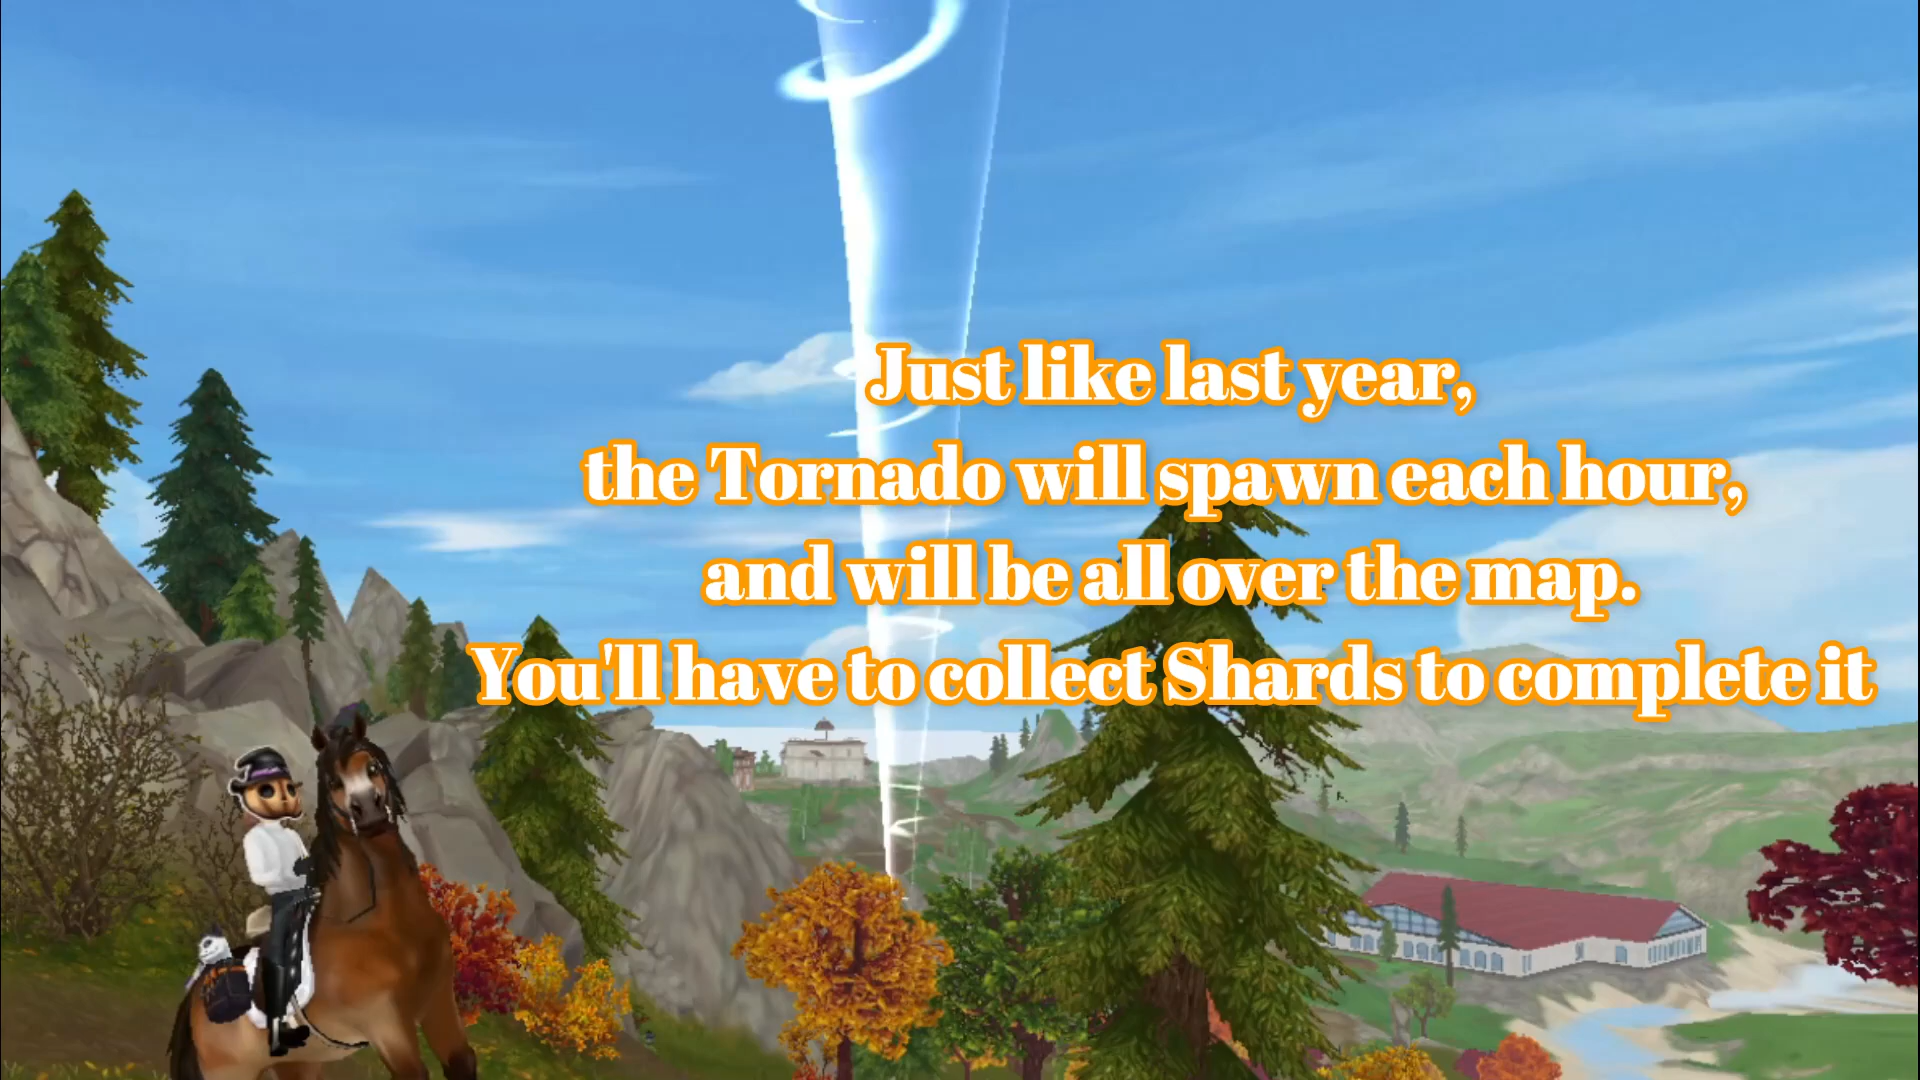 Just like last year,
the Tornado will spawn each hour,
and will be all over the map.
You'll have to collect Shards to complete it